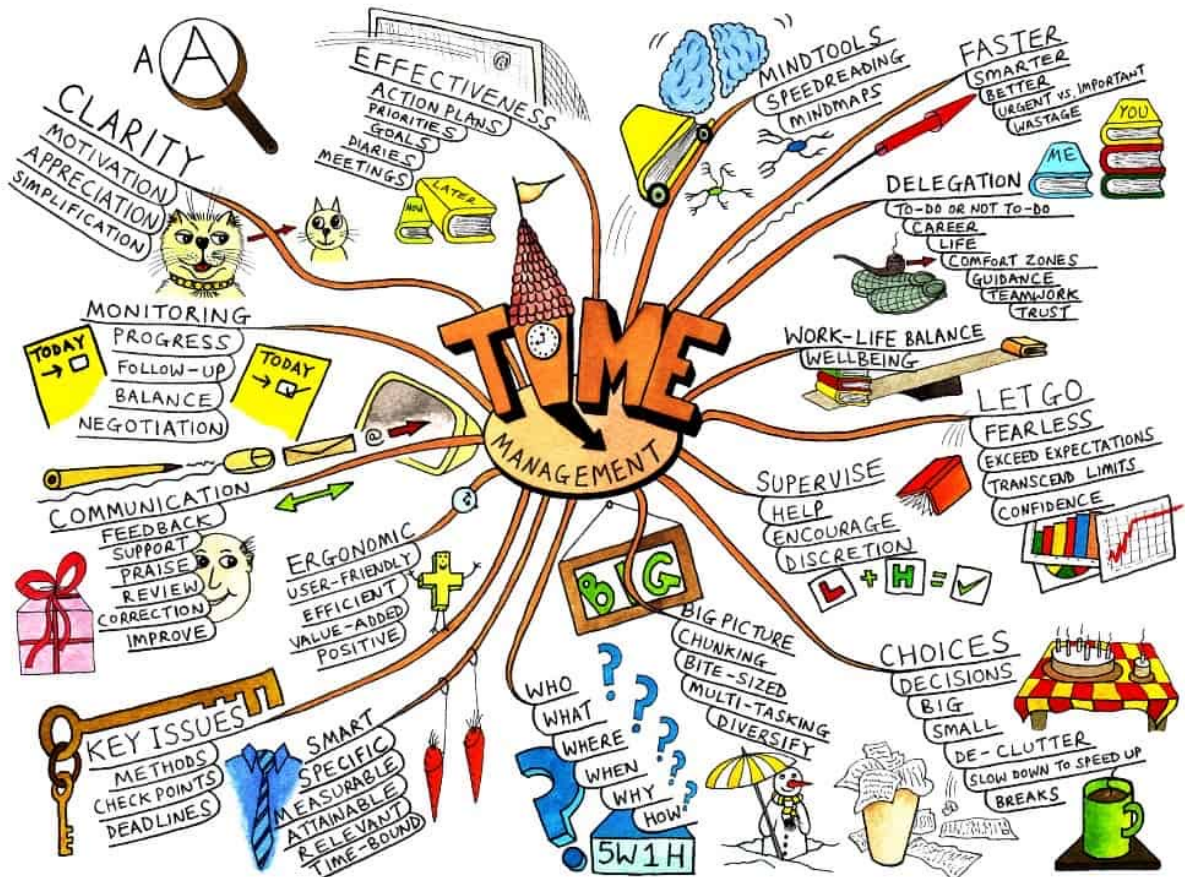 TIME
MANAGEMENT
A A
CLARITY
MOTIVATION
APPRECIATION
SIMPLIFICATION
EFFECTIVENESS
ACTION PLANS
PRIORITIES
GOALS
DIARIES
MEETINGS
@
NOW
LATER
MINDTOOLS
SPEEDREADING
MINDMAPS
FASTER
SMARTER
BETTER
URGENT VS. IMPORTANT
WASTAGE
YOU
ME
DELEGATION
TO-DO OR NOT TO-DO
CAREER
LIFE
COMFORT ZONES
GUIDANCE
TEAMWORK
TRUST
WORK-LIFE BALANCE
WELLBEING
LET GO
FEARLESS
EXCEED EXPECTATIONS
TRANSCEND LIMITS
CONFIDENCE
SUPERVISE
HELP
ENCOURAGE
DISCRETION
L + H = ✓
CHOICES
DECISIONS
BIG
SMALL
DE-CLUTTER
SLOW DOWN TO SPEED UP
BREAKS
BIG
BIG PICTURE
CHUNKING
BITE-SIZED
MULTI-TASKING
DIVERSIFY
WHO
WHAT
WHERE
WHEN
WHY
HOW
? ? ? ? ? ? ?
5W1H
SMART
SPECIFIC
MEASURABLE
ATTAINABLE
RELEVANT
TIME-BOUND
KEY ISSUES
METHODS
CHECK POINTS
DEADLINES
ERGONOMIC
USER-FRIENDLY
EFFICIENT
VALUE-ADDED
POSITIVE
COMMUNICATION
FEEDBACK
SUPPORT
PRAISE
REVIEW
CORRECTION
IMPROVE
@
MONITORING
PROGRESS
FOLLOW-UP
BALANCE
NEGOTIATION
TODAY
→
TODAY
→ ✓